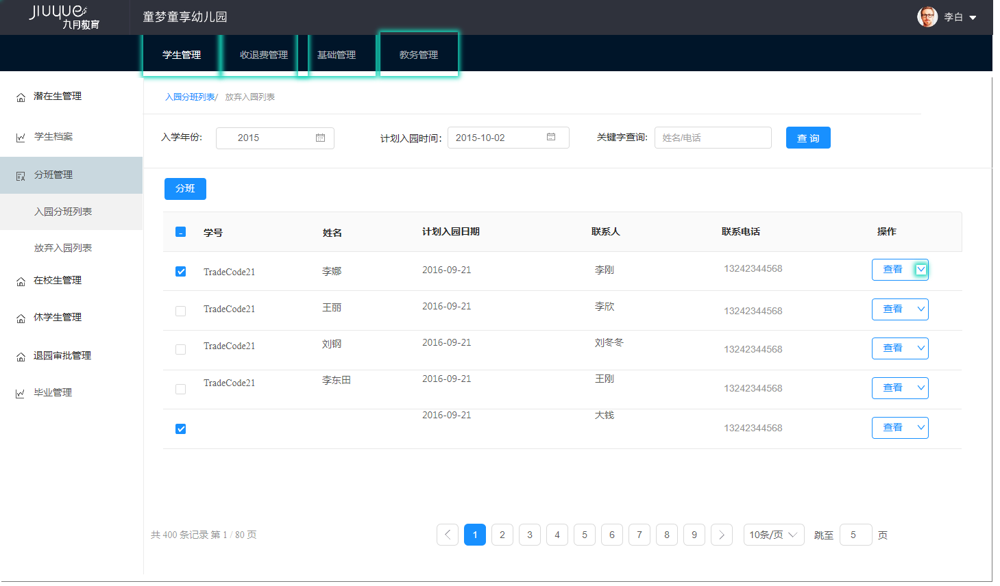 JIUYUE
九月教育
童梦童享幼儿园
李白
学生管理 收退费管理 基础管理 教务管理
潜在生管理
学生档案
分班管理
入园分班列表
放弃入园列表
在校生管理
休学生管理
退园审批管理
毕业管理
入园分班列表/ 放弃入园列表
入学年份: 2015 计划入园时间: 2015-10-02 关键字查询: 姓名/电话 查 询
分班
学号 姓名 计划入园日期 联系人 联系电话 操作
TradeCode21 李娜 2016-09-21 李刚 13242344568 查看
TradeCode21 王丽 2016-09-21 李欣 13242344568 查看
TradeCode21 刘钢 2016-09-21 刘冬冬 13242344568 查看
TradeCode21 李东田 2016-09-21 王刚 13242344568 查看
2016-09-21 大钱 13242344568 查看
共 400 条记录 第 1 / 80 页 1 2 3 4 5 6 7 8 9 10条/页 跳至 5 页